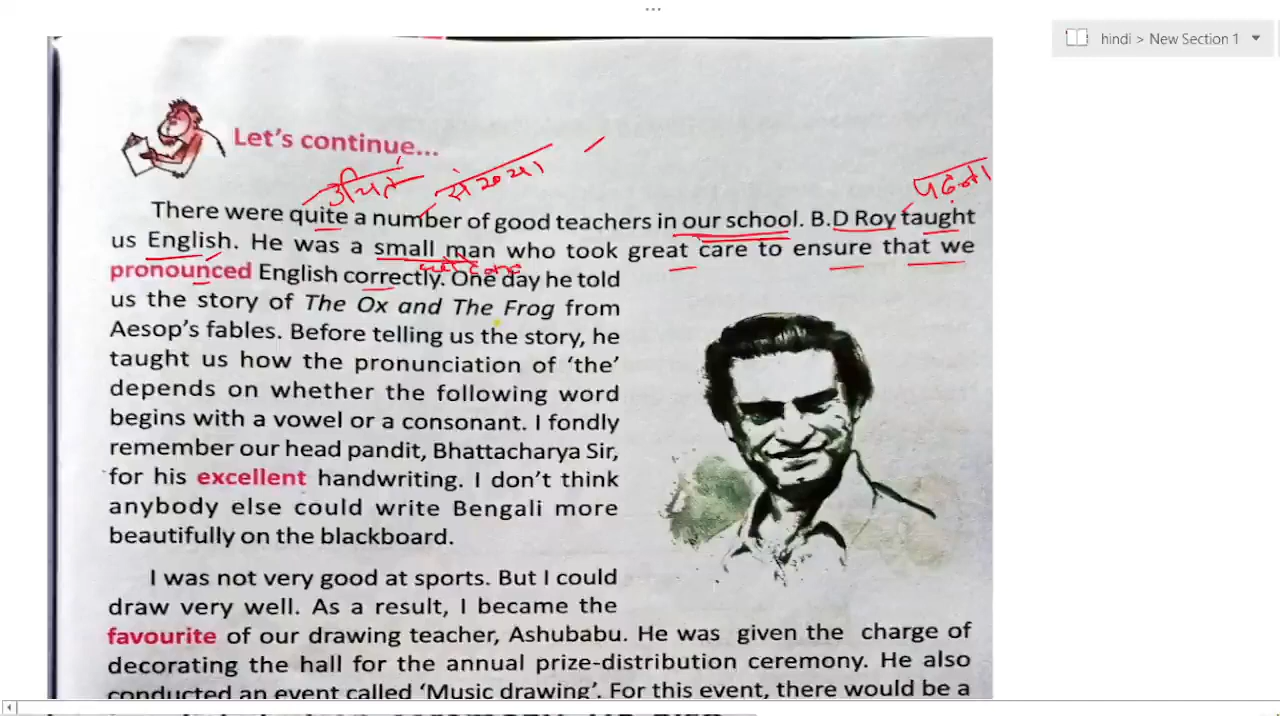 hindi > New Section 1
Let's continue...
उचित
संख्या
पढ़ना
There were quite a number of good teachers in our school. B.D Roy taught
us English. He was a small man who took great care to ensure that we
pronounced English correctly. One day he told
us the story of The Ox and The Frog from
Aesop's fables. Before telling us the story, he
taught us how the pronunciation of 'the'
depends on whether the following word
begins with a vowel or a consonant. I fondly
remember our head pandit, Bhattacharya Sir,
for his excellent handwriting. I don't think
anybody else could write Bengali more
beautifully on the blackboard.
I was not very good at sports. But I could
draw very well. As a result, I became the
favourite of our drawing teacher, Ashubabu. He was given the charge of
decorating the hall for the annual prize-distribution ceremony. He also
conducted an event called 'Music drawing'. For this event, there would be a